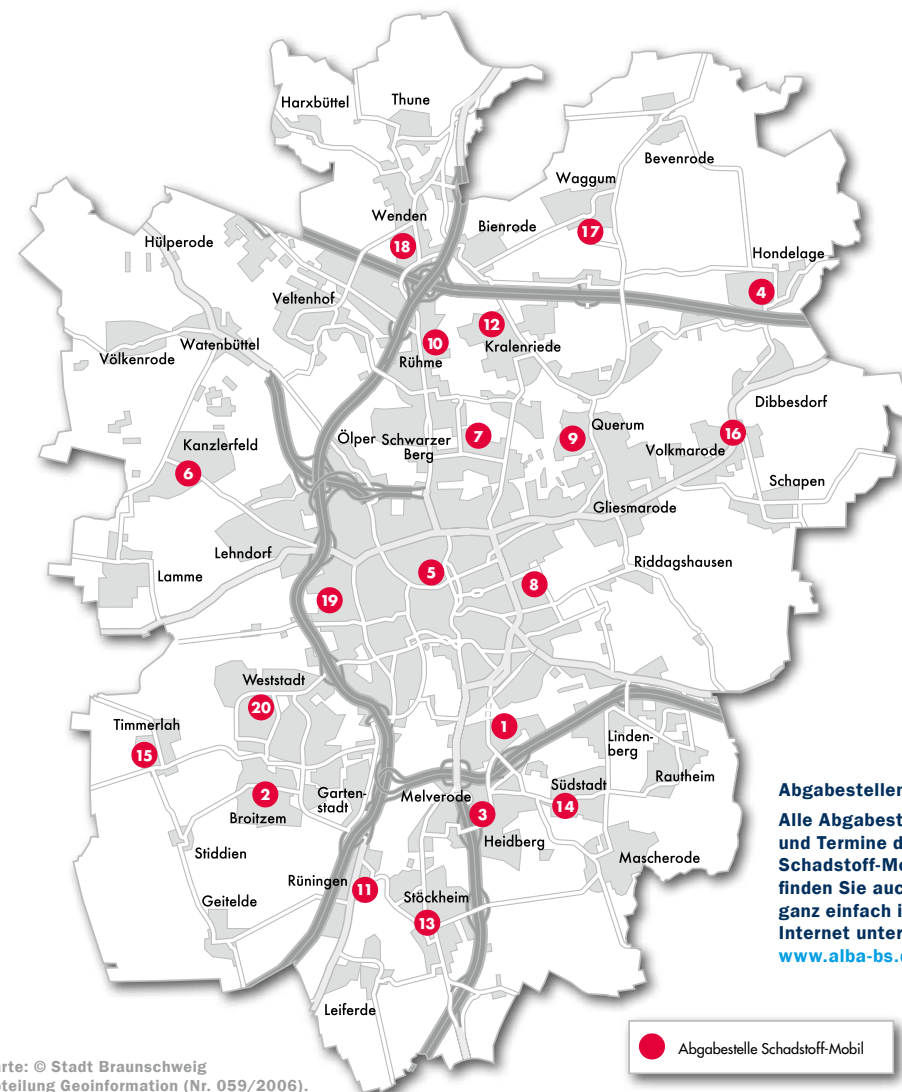 Harxbüttel
Thune
Bevenrode
Waggum
Wenden
Bienrode
17
Hülperode
18
Hondelage
Veltenhof
4
12
Watenbüttel
10
Kralenriede
Völkenrode
Rühme
Dibbesdorf
Ölper
Schwarzer
Berg
7
9
Querum
16
Kanzlerfeld
Volkmarode
6
Schapen
Gliesmarode
Lehndorf
Riddagshausen
Lamme
5
8
19
Weststadt
20
Timmerlah
1
Linden-
berg
15
Rautheim
2
Garten-
stadt
Melverode
Südstadt
14
Broitzem
3
Heidberg
Stiddien
Mascherode
Rüningen
11
Stöckheim
Geitelde
13
Leiferde
Abgabestellen
Alle Abgabest
und Termine d
Schadstoff-Mo
finden Sie auch
ganz einfach i
Internet unter
www.alba-bs.d
Abgabestelle Schadstoff-Mobil
arte: © Stadt Braunschweig
bteilung Geoinformation (Nr. 059/2006).